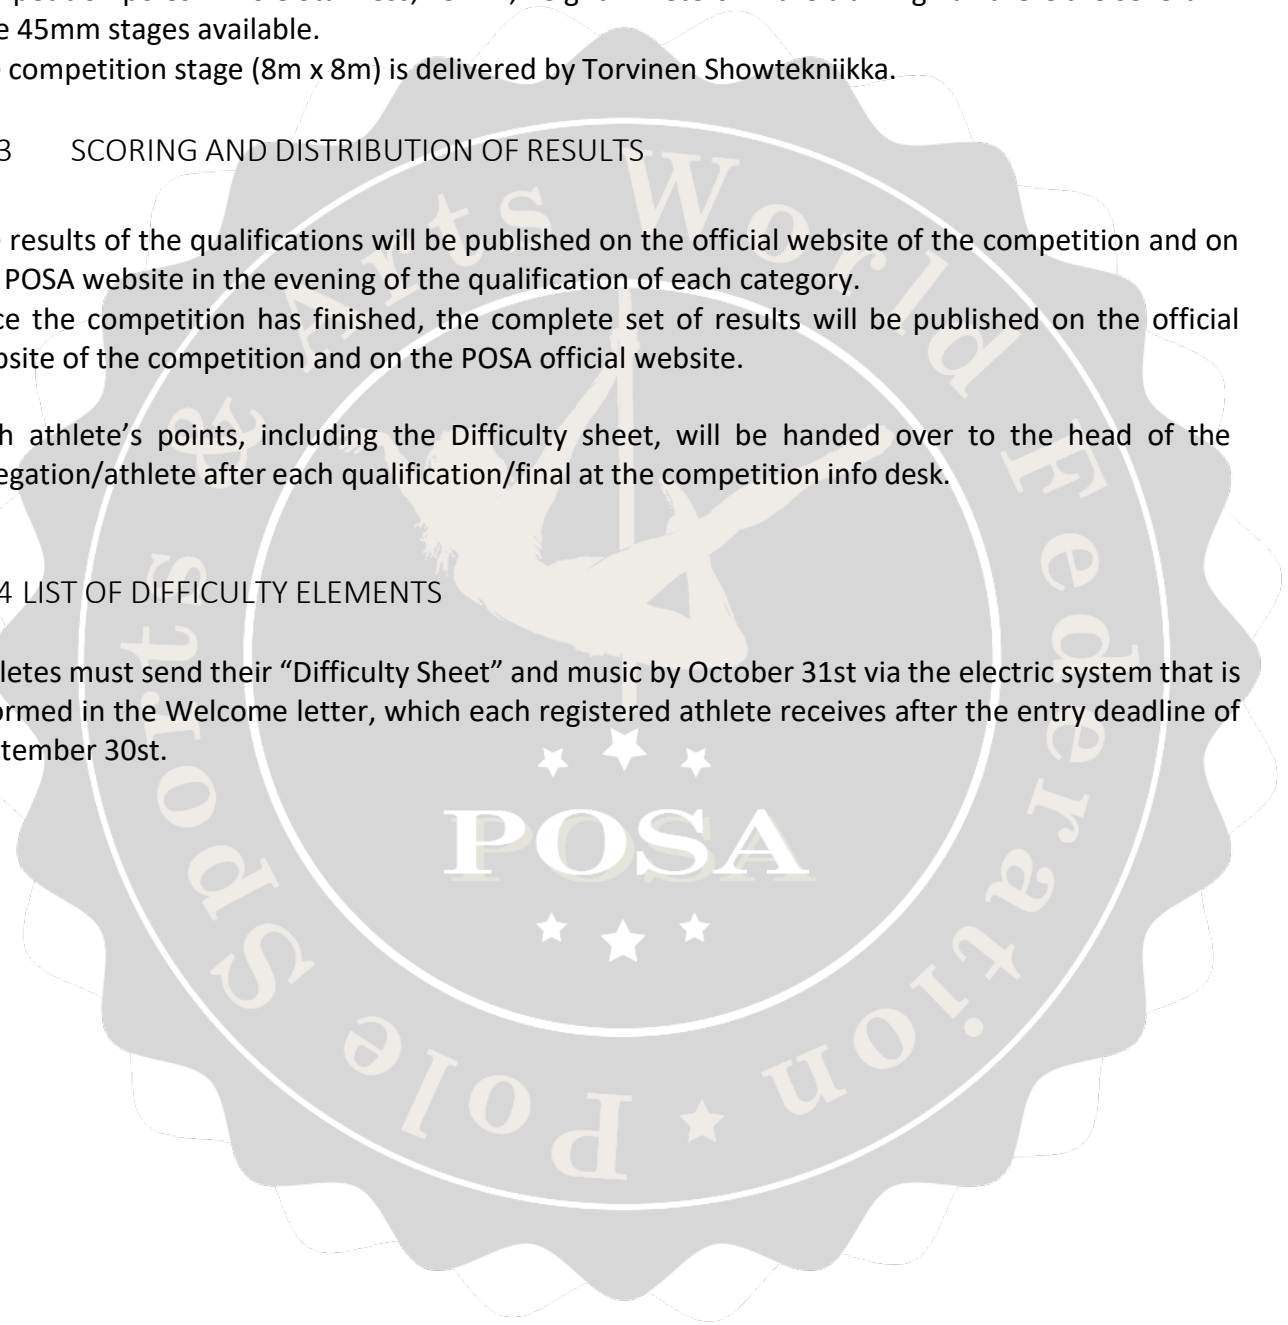 e 45mm stages available.
competition stage (8m x 8m) is delivered by Torvinen Showtekniikka.
3 SCORING AND DISTRIBUTION OF RESULTS
results of the qualifications will be published on the official website of the competition and on
POSA website in the evening of the qualification of each category.
ce the competition has finished, the complete set of results will be published on the official
bsite of the competition and on the POSA official website.
h athlete’s points, including the Difficulty sheet, will be handed over to the head of the
egation/athlete after each qualification/final at the competition info desk.
4 LIST OF DIFFICULTY ELEMENTS
letes must send their “Difficulty Sheet” and music by October 31st via the electric system that is
ormed in the Welcome letter, which each registered athlete receives after the entry deadline of
tember 30st.
Pole Sports & Arts World Federation
POSA